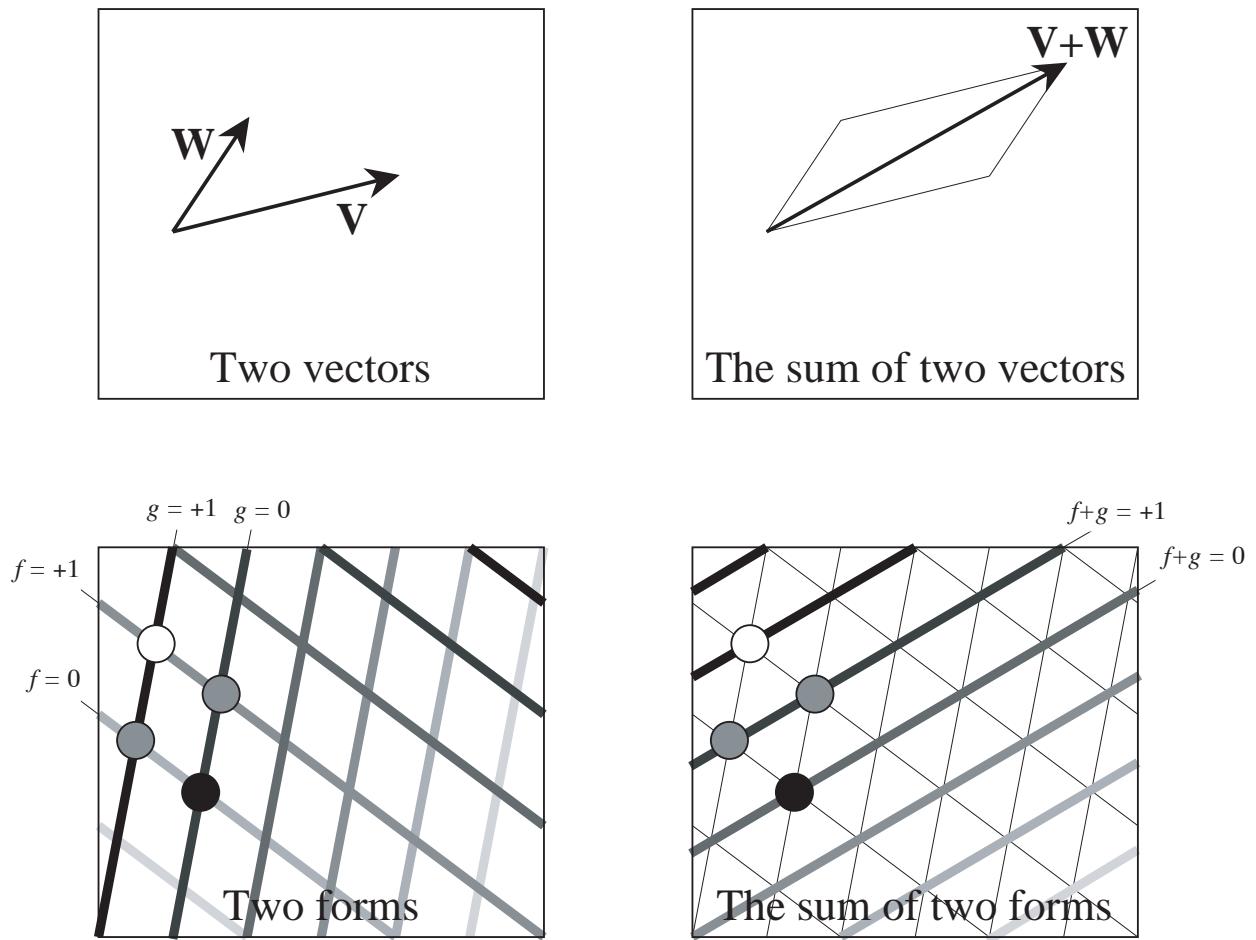 W
V
Two vectors
V+W
The sum of two vectors
g = +1 g = 0
f = +1
f = 0
Two forms
f+g = +1
f+g = 0
The sum of two forms